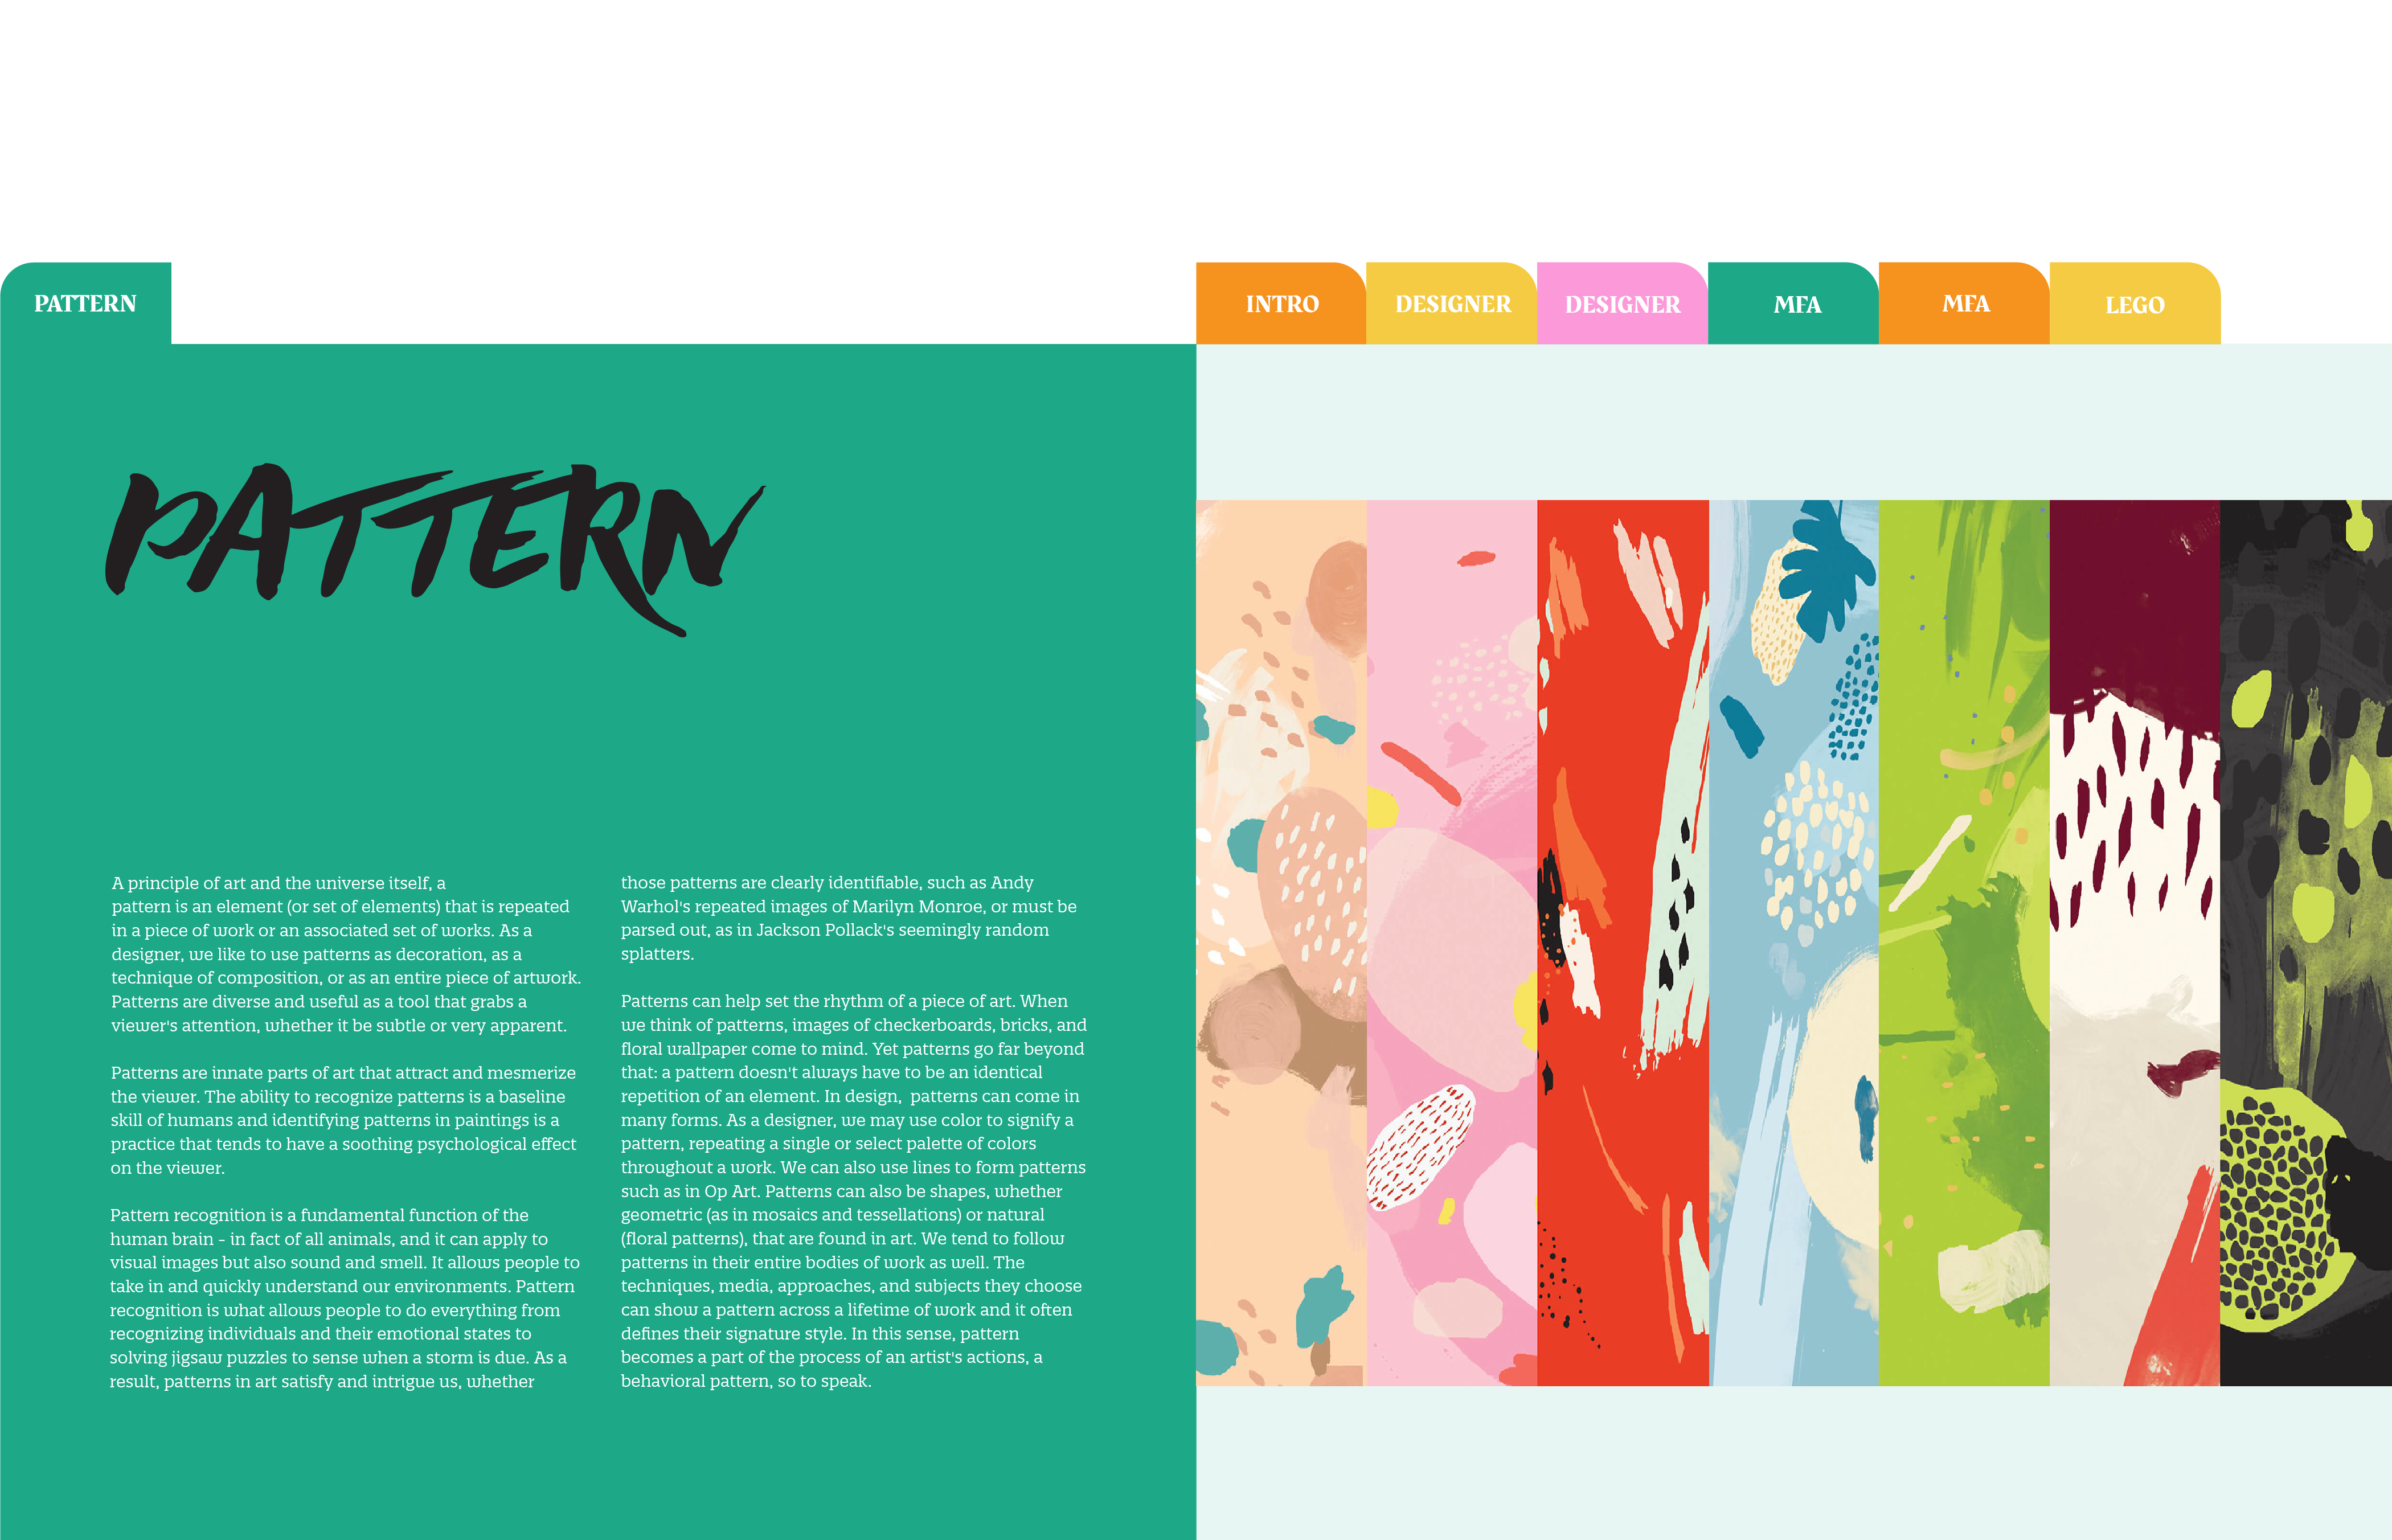 PATTERN
INTRO
DESIGNER
DESIGNER
MFA
MFA
LEGO
PATTERN
A principle of art and the universe itself, a
pattern is an element (or set of elements) that is repeated
in a piece of work or an associated set of works. As a
designer, we like to use patterns as decoration, as a
technique of composition, or as an entire piece of artwork.
Patterns are diverse and useful as a tool that grabs a
viewer's attention, whether it be subtle or very apparent.
Patterns are innate parts of art that attract and mesmerize
the viewer. The ability to recognize patterns is a baseline
skill of humans and identifying patterns in paintings is a
practice that tends to have a soothing psychological effect
on the viewer.
Pattern recognition is a fundamental function of the
human brain - in fact of all animals, and it can apply to
visual images but also sound and smell. It allows people to
take in and quickly understand our environments. Pattern
recognition is what allows people to do everything from
recognizing individuals and their emotional states to
solving jigsaw puzzles to sense when a storm is due. As a
result, patterns in art satisfy and intrigue us, whether
those patterns are clearly identifiable, such as Andy
Warhol's repeated images of Marilyn Monroe, or must be
parsed out, as in Jackson Pollack's seemingly random
splatters.
Patterns can help set the rhythm of a piece of art. When
we think of patterns, images of checkerboards, bricks, and
floral wallpaper come to mind. Yet patterns go far beyond
that: a pattern doesn't always have to be an identical
repetition of an element. In design,  patterns can come in
many forms. As a designer, we may use color to signify a
pattern, repeating a single or select palette of colors
throughout a work. We can also use lines to form patterns
such as in Op Art. Patterns can also be shapes, whether
geometric (as in mosaics and tessellations) or natural
(floral patterns), that are found in art. We tend to follow
patterns in their entire bodies of work as well. The
techniques, media, approaches, and subjects they choose
can show a pattern across a lifetime of work and it often
defines their signature style. In this sense, pattern
becomes a part of the process of an artist's actions, a
behavioral pattern, so to speak.